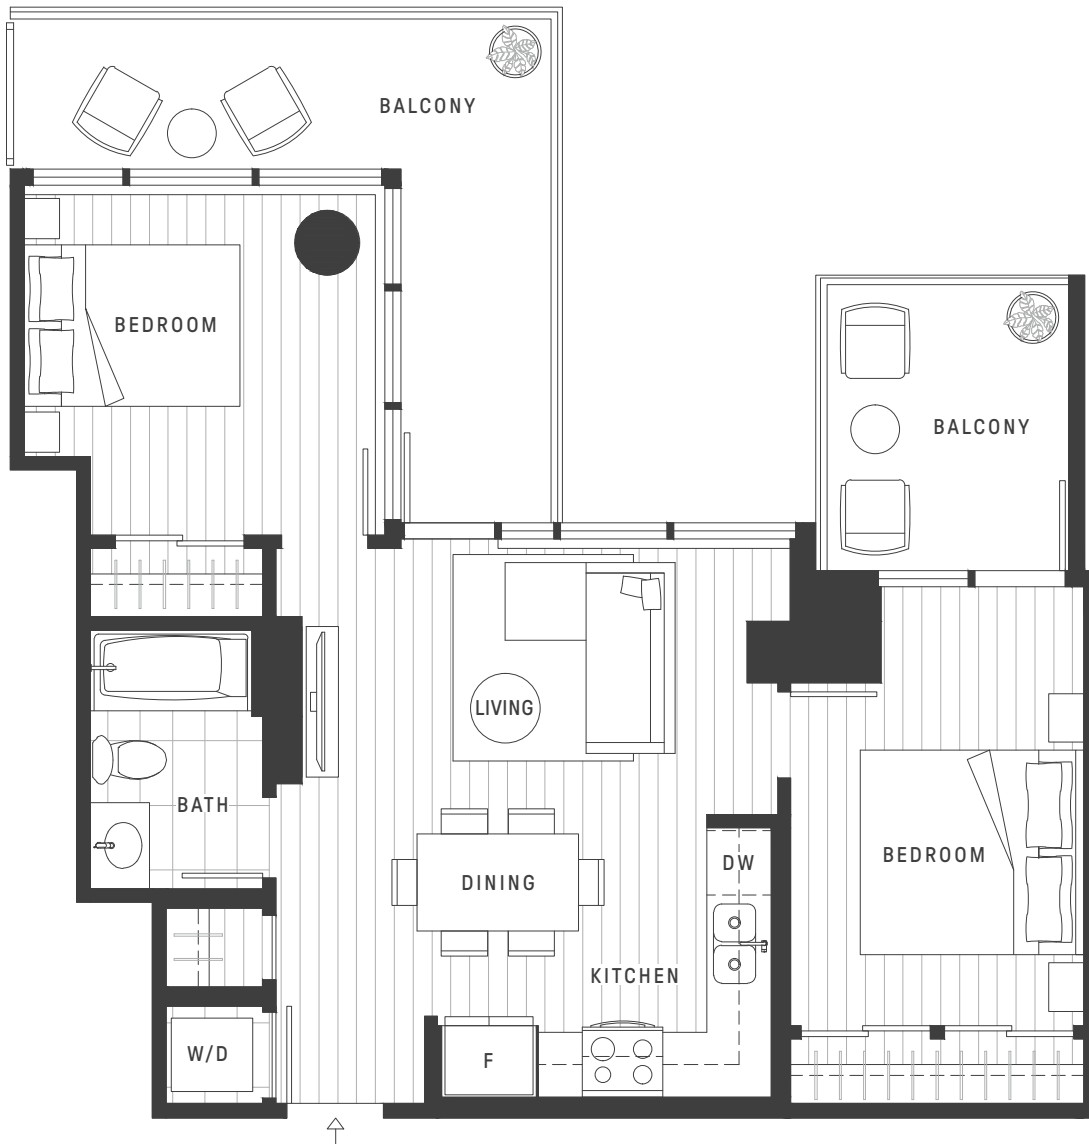 BALCONY
BEDROOM
BALCONY
LIVING
BATH
BEDROOM
DW
DINING
KITCHEN
W/D
F